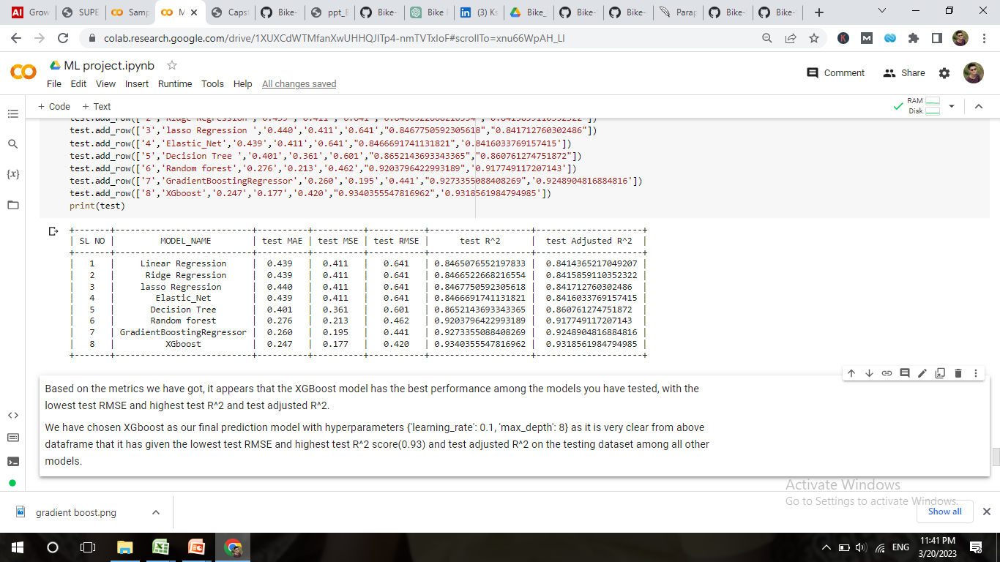 Grow
SUPE
Samp
M
Caps
Bike-
ppt_E
Bike-
Bike
(3) Ks
Bike_
Bike-
Bike-
Parap
Bike-
Bike-
colab.research.google.com/drive/1XUXCdWTMfanXwUHHQJITp4-nmTVTxIoF#scrollTo=xnu66WpAH_LI
ML project.ipynb
File Edit View Insert Runtime Tools Help All changes saved
Comment Share
+ Code + Text
RAM
Disk
test.add_row(['2','Ridge Regression','0.439','0.411','0.641',"0.8466522668216554",'0.8415859110352322'])
test.add_row(['3','lasso Regression ','0.440','0.411','0.641',"0.8467750592305618","0.841712760302486"])
test.add_row(['4','Elastic_Net','0.439','0.411','0.641',"0.8466691741131821",'0.8416033769157415'])
test.add_row(['5','Decision Tree ','0.401','0.361','0.601',"0.8652143693343365","0.860761274751872"])
test.add_row(['6','Random forest','0.276','0.213','0.462',"0.9203796422993189",'0.917749117207143'])
test.add_row(['7','GradientBoostingRegressor','0.260','0.195','0.441',"0.9273355088408269",'0.9248904816884816'])
test.add_row(['8','XGboost','0.247','0.177','0.420',"0.9340355547816962",'0.9318561984794985'])
print(test)
SL NO | MODEL_NAME | test MAE | test MSE | test RMSE | test R^2 | test Adjusted R^2
1 | Linear Regression | 0.439 | 0.411 | 0.641 | 0.8465076552197833 | 0.8414365217049207
2 | Ridge Regression | 0.439 | 0.411 | 0.641 | 0.8466522668216554 | 0.8415859110352322
3 | lasso Regression | 0.440 | 0.411 | 0.641 | 0.8467750592305618 | 0.841712760302486
4 | Elastic_Net | 0.439 | 0.411 | 0.641 | 0.8466691741131821 | 0.8416033769157415
5 | Decision Tree | 0.401 | 0.361 | 0.601 | 0.8652143693343365 | 0.860761274751872
6 | Random forest | 0.276 | 0.213 | 0.462 | 0.9203796422993189 | 0.917749117207143
7 | GradientBoostingRegressor | 0.260 | 0.195 | 0.441 | 0.9273355088408269 | 0.9248904816884816
8 | XGboost | 0.247 | 0.177 | 0.420 | 0.9340355547816962 | 0.9318561984794985
Based on the metrics we have got, it appears that the XGBoost model has the best performance among the models you have tested, with the
lowest test RMSE and highest test R^2 and test adjusted R^2.
We have chosen XGboost as our final prediction model with hyperparameters {'learning_rate': 0.1, 'max_depth': 8} as it is very clear from above
dataframe that it has given the lowest test RMSE and highest test R^2 score(0.93) and test adjusted R^2 on the testing dataset among all other
models.
Activate Windows
Go to Settings to activate Windows.
gradient boost.png
Show all
ENG
11:41 PM
3/20/2023